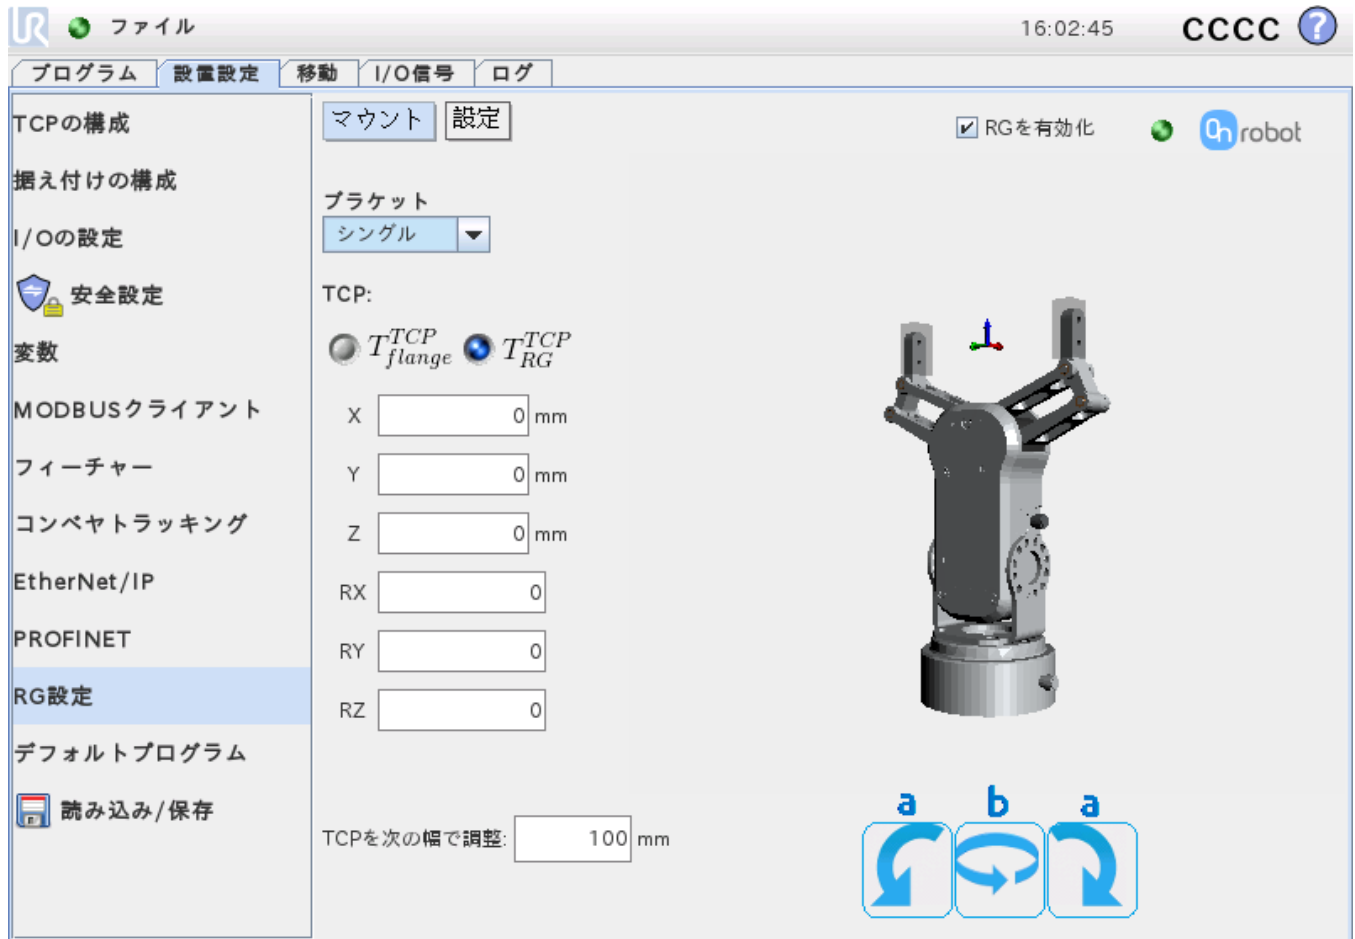 UR ファイル 16:02:45 CCCC ?
プログラム 設置設定 移動 I/O信号 ログ
TCPの構成
据え付けの構成
I/Oの設定
安全設定
変数
MODBUSクライアント
フィーチャー
コンベヤトラッキング
EtherNet/IP
PROFINET
RG設定
デフォルトプログラム
読み込み/保存
マウント 設定
RGを有効化
On robot
ブラケット
シングル
TCP:
T_{flange}^{TCP} T_{RG}^{TCP}
X 0 mm
Y 0 mm
Z 0 mm
RX 0
RY 0
RZ 0
TCPを次の幅で調整: 100 mm
a b a